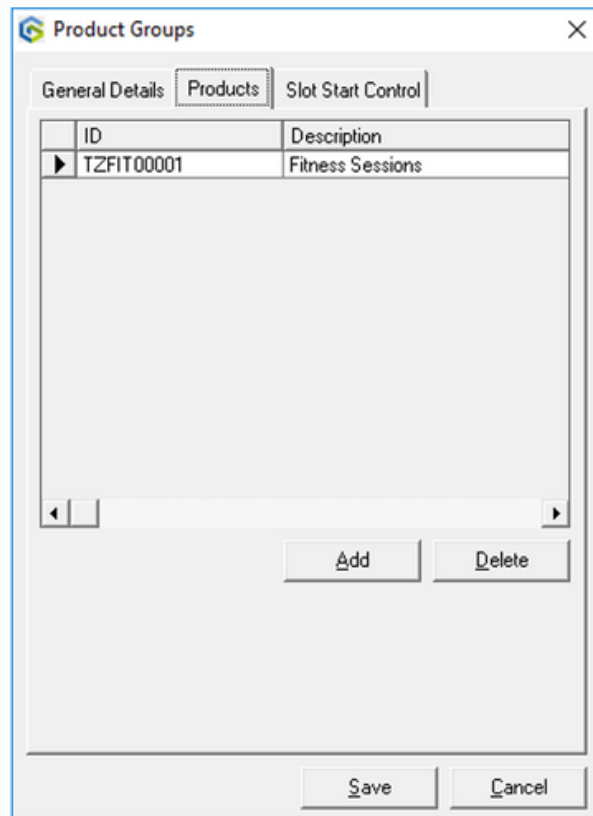 Product Groups
General Details Products Slot Start Control
ID Description
TZFIT00001 Fitness Sessions
Add Delete
Save Cancel